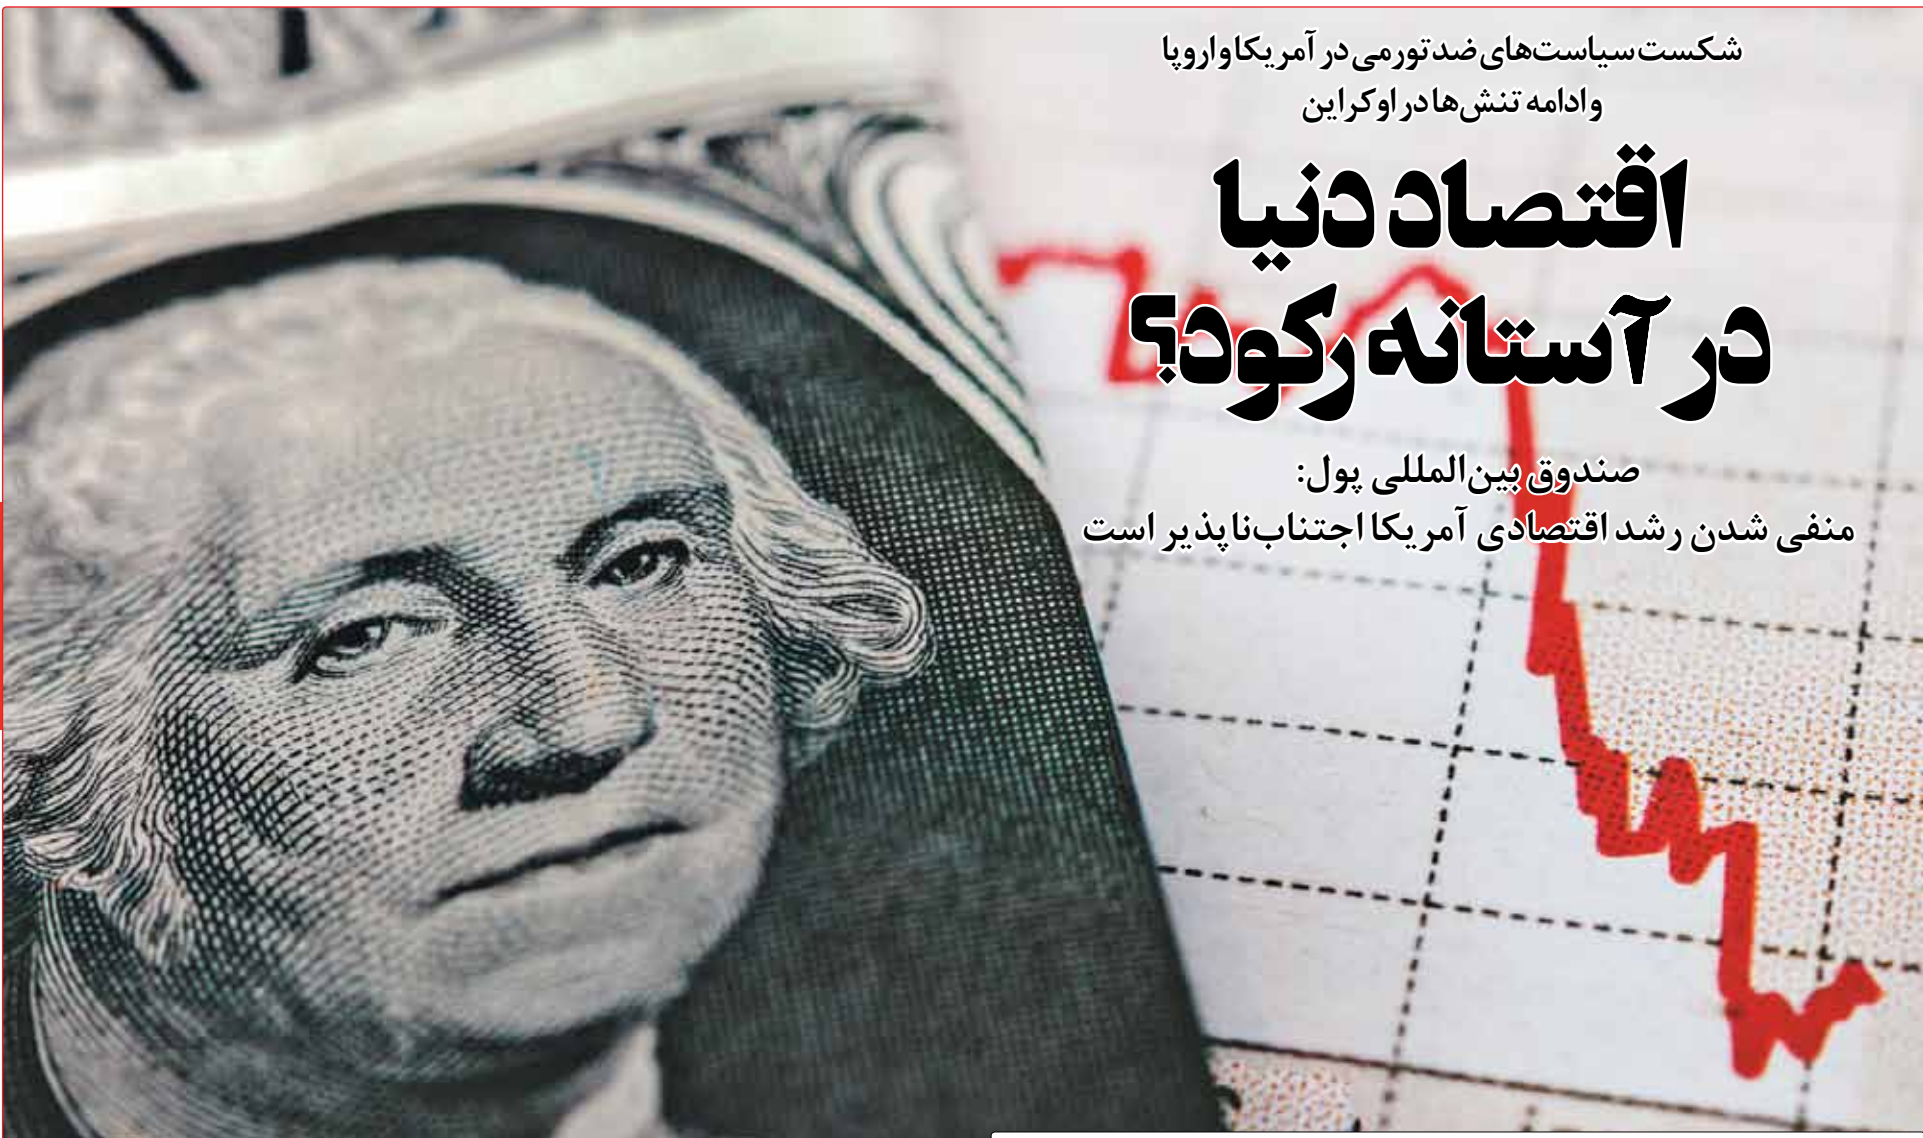 شکست سیاست‌های ضدتورمی در آمریکا و اروپا
و ادامه تنش‌ها در اوکراین
اقتصاد دنیا
در آستانه رکود؟
صندوق بین‌المللی پول:
منفی شدن رشد اقتصادی آمریکا اجتناب‌ناپذیر است